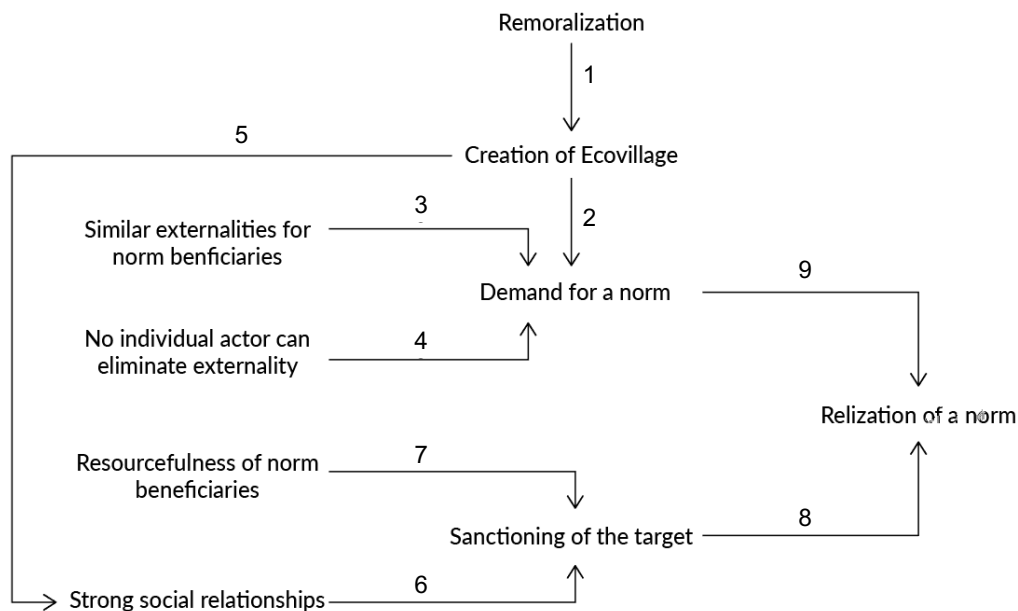 Remoralization
1
5
Creation of Ecovillage
3
Similar externalities for
norm benficiaries
2
9
Demand for a norm
No individual actor can
eliminate externality
4
Relization of a norm
7
Resourcefulness of norm
beneficiaries
8
Sanctioning of the target
6
Strong social relationships